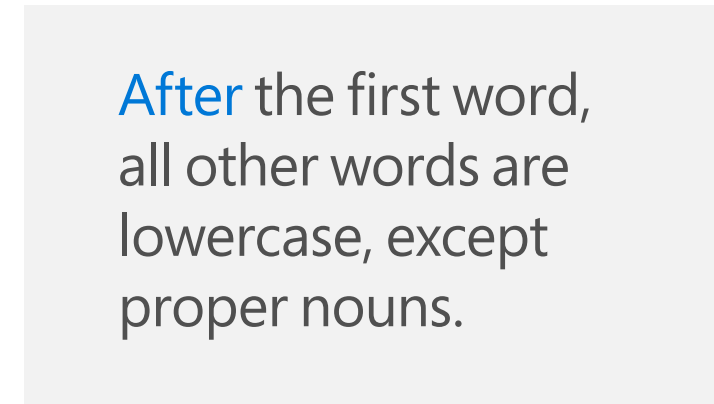 After the first word,
all other words are
lowercase, except
proper nouns.